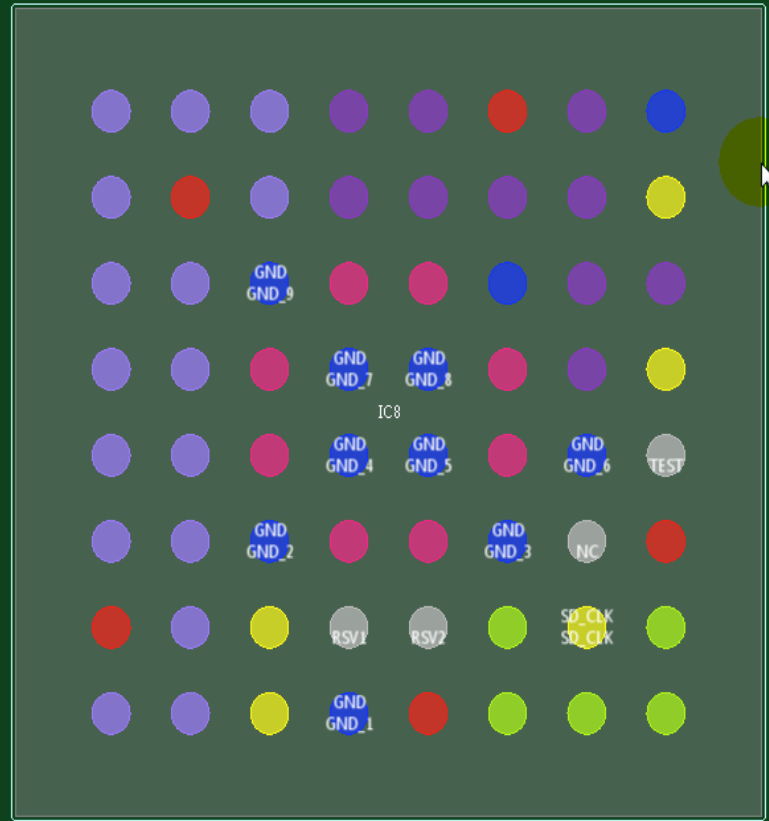 GND
GND_9
GND
GND_7
GND
GND_8
IC8
GND
GND_4
GND
GND_5
GND
GND_6
TEST
GND
GND_2
GND
GND_3
NC
RSV1
RSV2
SD_CLK
SD_CLK
GND
GND_1